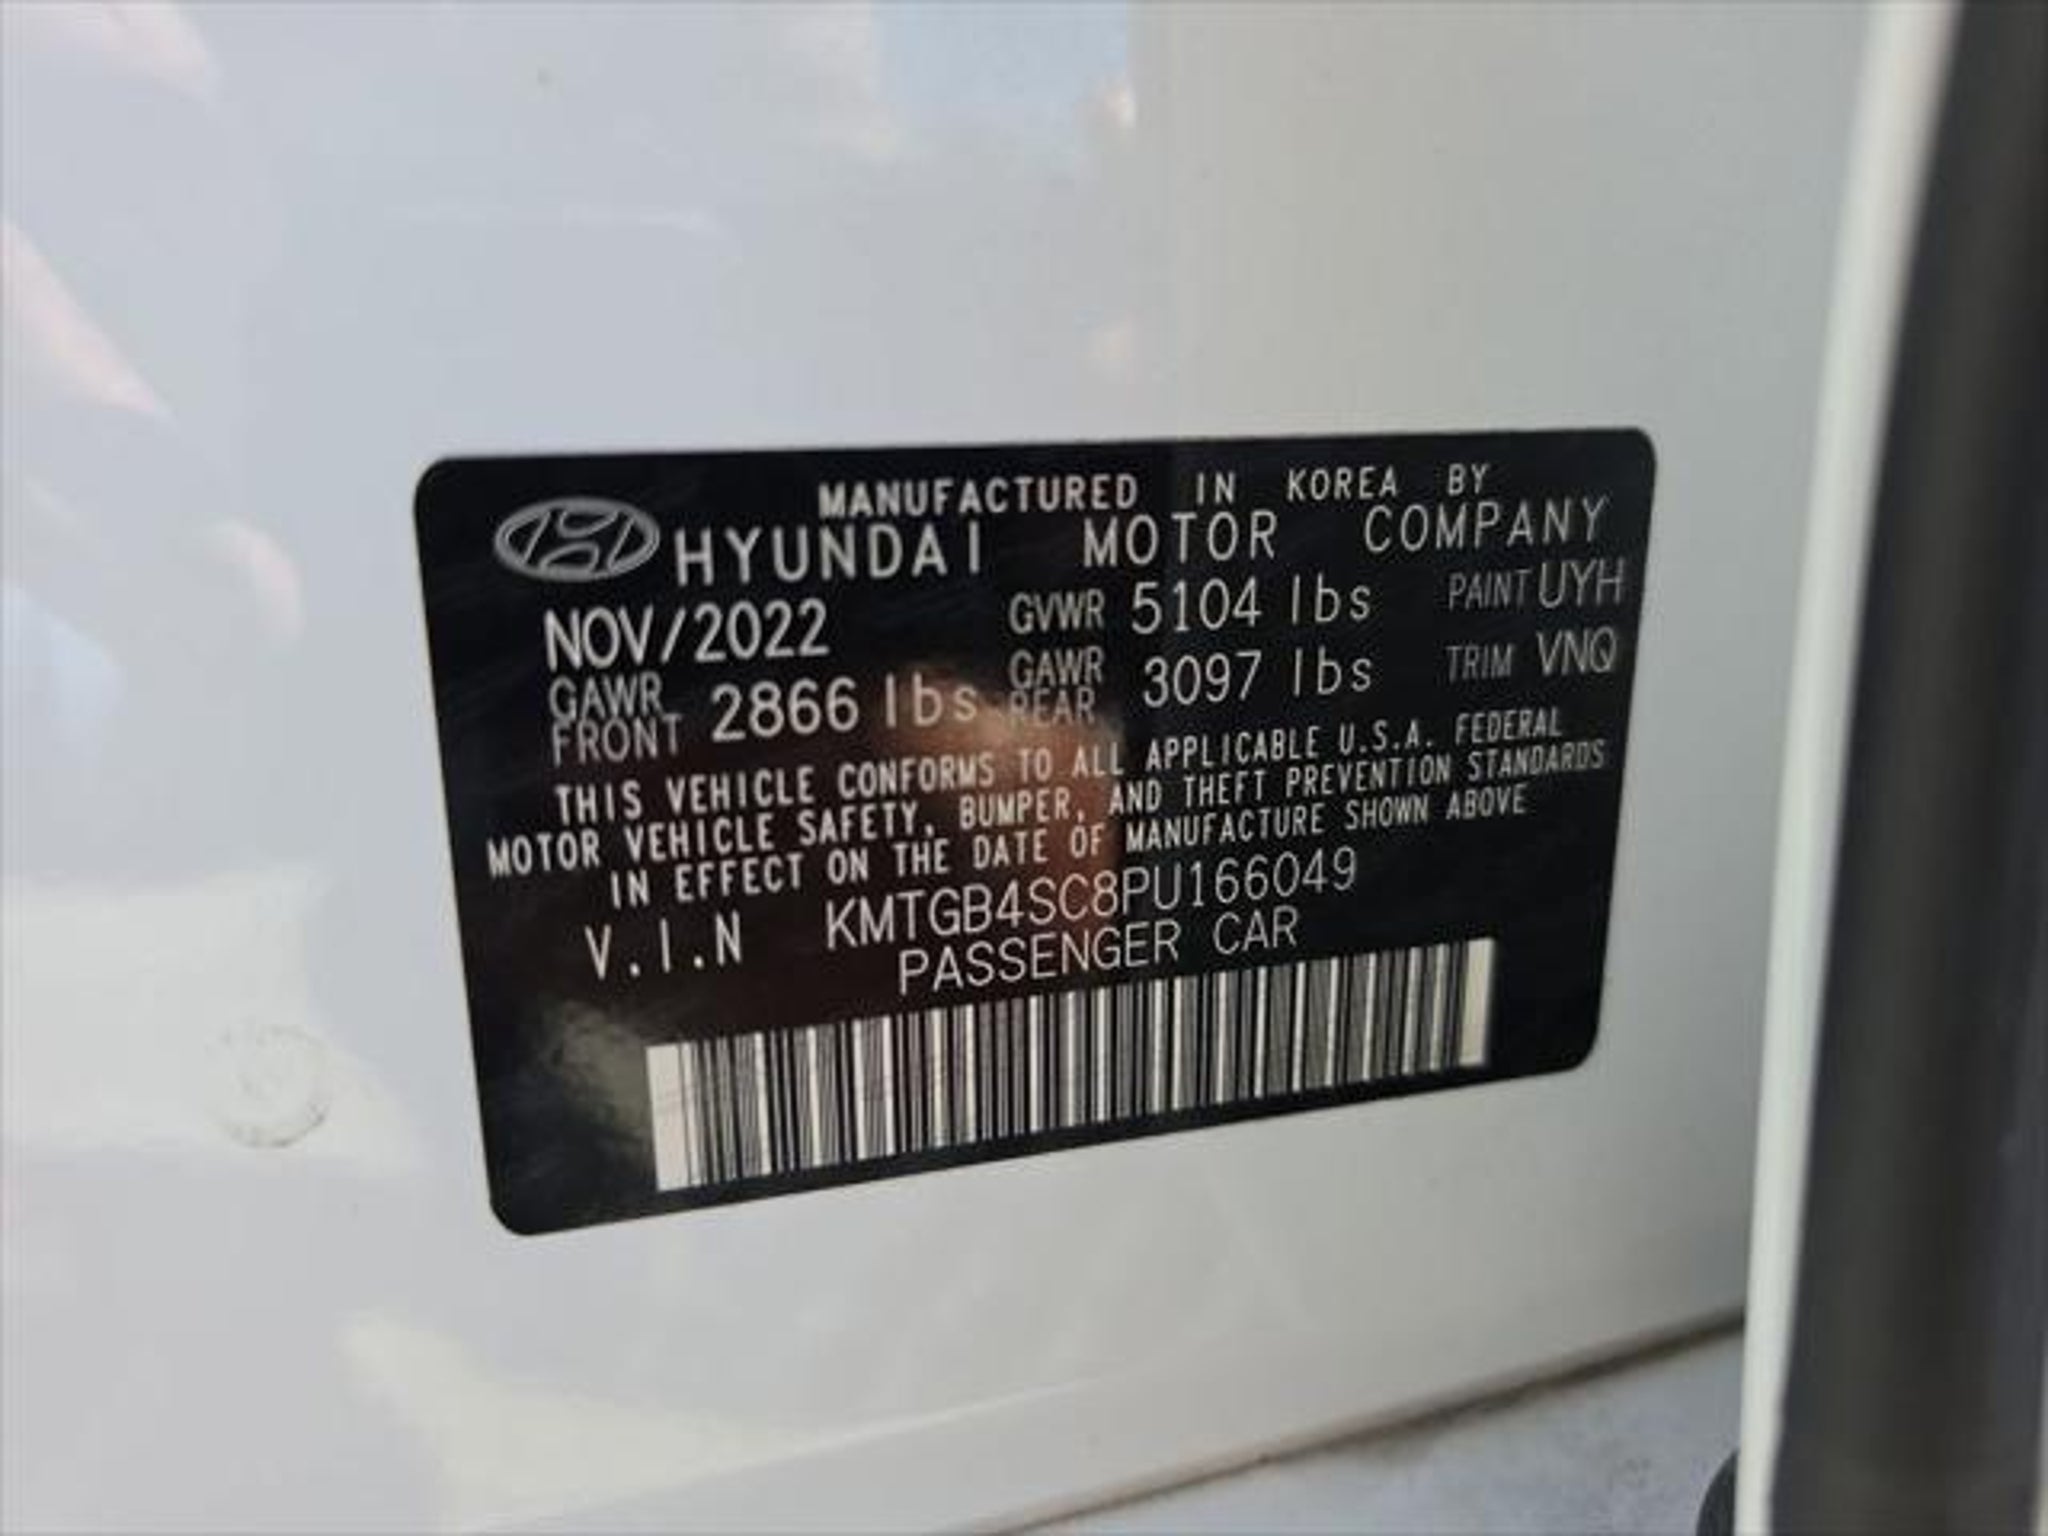 MANUFACTURED IN KOREA BY
HYUNDAI MOTOR COMPANY
NOV/2022 GVWR 5104 lbs PAINT UYH
GAWR FRONT 2866 lbs GAWR REAR 3097 lbs TRIM VNQ
THIS VEHICLE CONFORMS TO ALL APPLICABLE U.S.A. FEDERAL
MOTOR VEHICLE SAFETY, BUMPER, AND THEFT PREVENTION STANDARDS
IN EFFECT ON THE DATE OF MANUFACTURE SHOWN ABOVE
V.I.N KMTGB4SC8PU166049
PASSENGER CAR